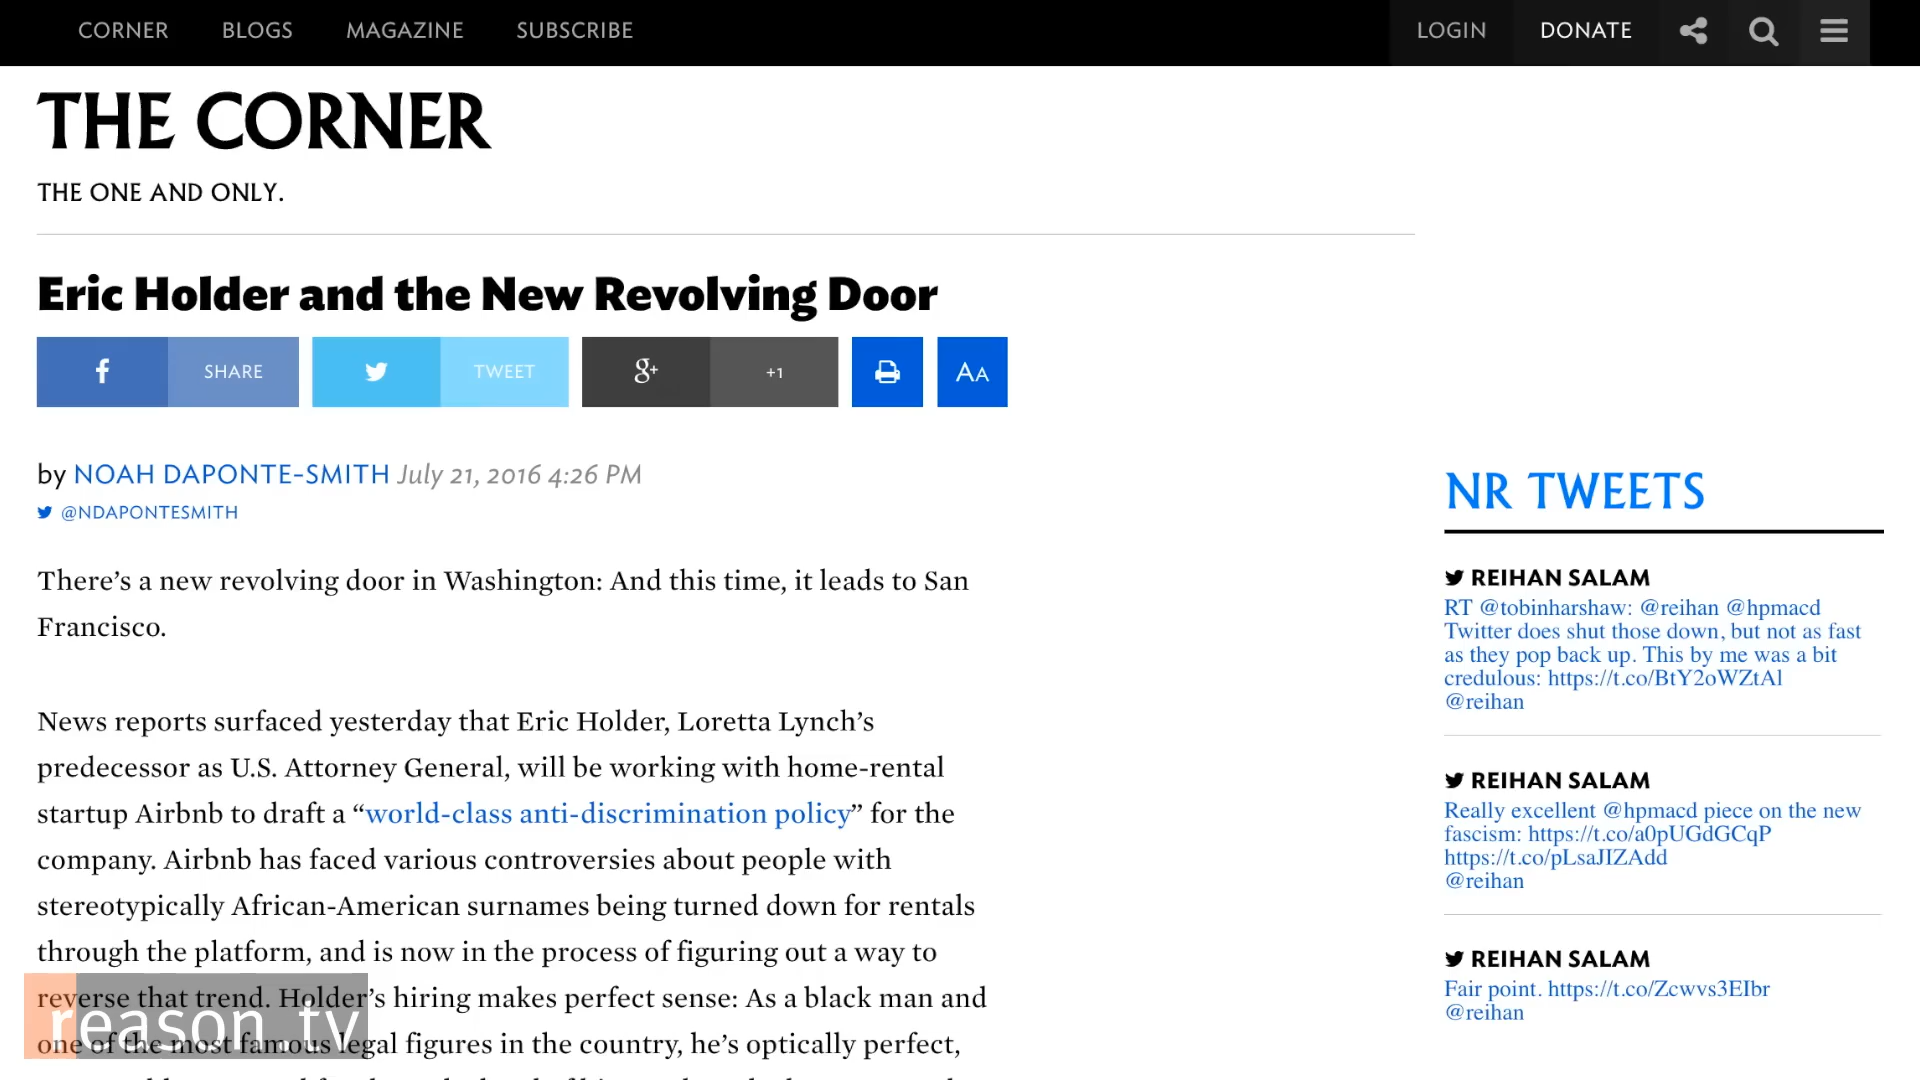 CORNER BLOGS MAGAZINE SUBSCRIBE LOGIN DONATE
THE CORNER
THE ONE AND ONLY.
Eric Holder and the New Revolving Door
f SHARE TWEET g+ +1 AA
by NOAH DAPONTE-SMITH July 21, 2016 4:26 PM
@NDAPONTESMITH
There’s a new revolving door in Washington: And this time, it leads to San
Francisco.
News reports surfaced yesterday that Eric Holder, Loretta Lynch’s
predecessor as U.S. Attorney General, will be working with home-rental
startup Airbnb to draft a “world-class anti-discrimination policy” for the
company. Airbnb has faced various controversies about people with
stereotypically African-American surnames being turned down for rentals
through the platform, and is now in the process of figuring out a way to
reverse that trend. Holder’s hiring makes perfect sense: As a black man and
one of the most famous legal figures in the country, he’s optically perfect,
reason.tv
NR TWEETS
REIHAN SALAM
RT @tobinharshaw: @reihan @hpmacd
Twitter does shut those down, but not as fast
as they pop back up. This by me was a bit
credulous: https://t.co/BtY2oWZtAl
@reihan
REIHAN SALAM
Really excellent @hpmacd piece on the new
fascism: https://t.co/a0pUGdGCqP
https://t.co/pLsaJIZAdd
@reihan
REIHAN SALAM
Fair point. https://t.co/Zcwvs3EIbr
@reihan